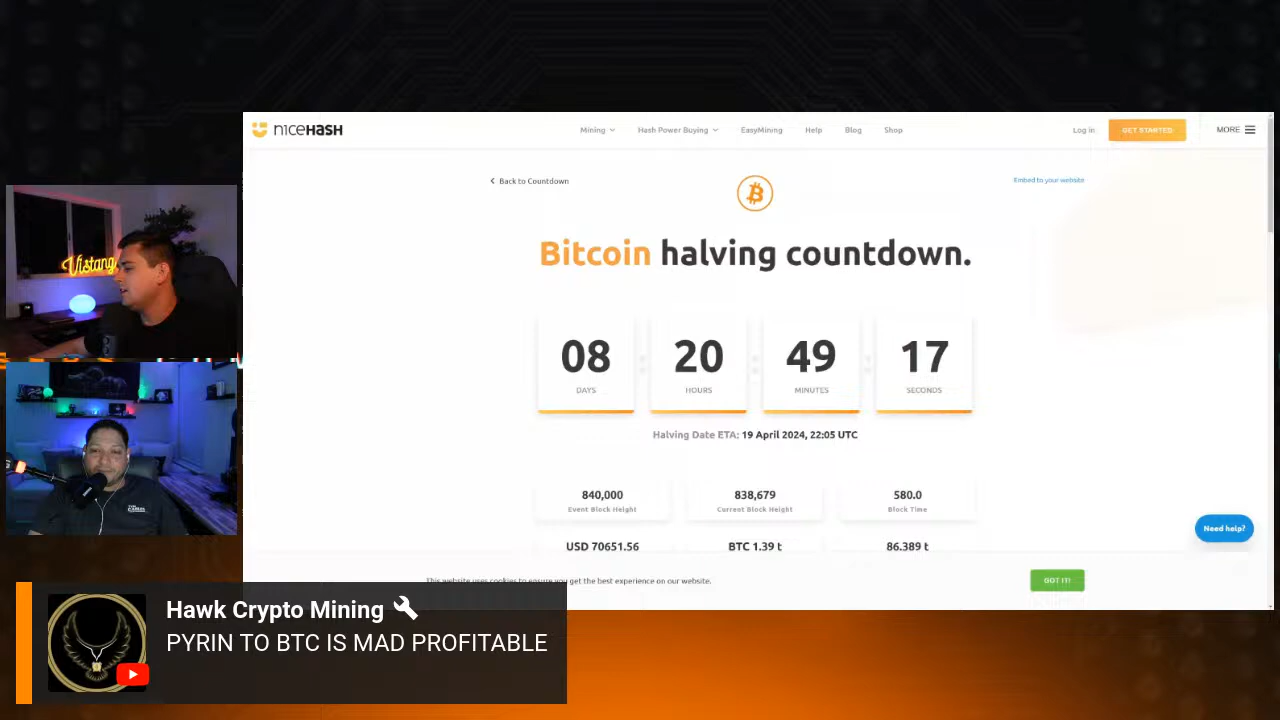 nıceHASH
Mining
Hash Power Buying
EasyMining
Help
Blog
Shop
Log in
GET STARTED
MORE
Back to Countdown
Embed to your website
Bitcoin halving countdown.
08
20
49
17
DAYS
HOURS
MINUTES
SECONDS
Halving Date ETA: 19 April 2024, 22:05 UTC
840,000
838,679
580.0
Event Block Height
Current Block Height
Block Time
USD 70651.56
BTC 1.39 t
86.389 t
Need help?
This website uses cookies to ensure you get the best experience on our website.
GOT IT!
Vistang
Hawk Crypto Mining
PYRIN TO BTC IS MAD PROFITABLE